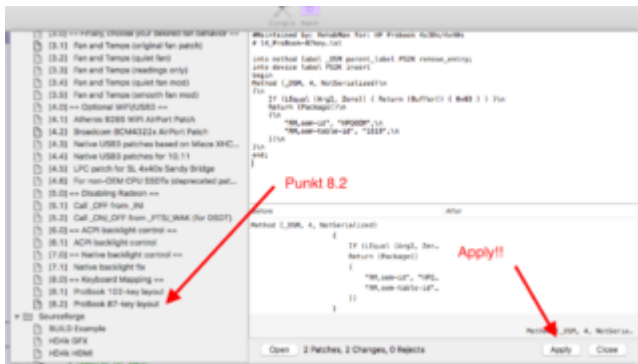 Compile Patch
[3.0] == Finally, choose your desired fan behavior ==
[3.1] Fan and Temps (original fan patch)
[3.2] Fan and Temps (quiet fan)
[3.3] Fan and Temps (readings only)
[3.4] Fan and Temps (quiet fan mod)
[3.5] Fan and Temps (smooth fan mod)
[4.0] == Optional WiFi/USB3 ==
[4.1] Atheros 9285 WIFI AirPort Patch
[4.2] Broadcom BCM4322x AirPort Patch
[4.3] Native USB3 patches based on Mieze XHC...
[4.4] Native USB3 patches for 10.11
[4.5] LPC patch for SL 4x40s Sandy Bridge
[4.6] For non-OEM CPU SSDTs (deprecated pat...
[5.0] == Disabling Radeon ==
[5.1] Call _OFF from _INI
[5.2] Call _ON/_OFF from _PTS/_WAK (for DSDT)
[6.0] == ACPI backlight control ==
[6.1] ACPI backlight control
[7.0] == Native backlight control ==
[7.1] Native backlight fix
[8.0] == Keyboard Mapping ==
[8.1] ProBook 102-key layout
[8.2] ProBook 87-key layout
Sourceforge
BUILD Example
HD4k GFX
HD4k HDMI
#Maintained by: RehabMan for: HP Probook 4x30s/4x40s
# 14_ProBook-87key.txt
into method label _DSM parent_label PS2K remove_entry;
into device label PS2K insert
begin
Method (_DSM, 4, NotSerialized)\n
{\n
If (LEqual (Arg2, Zero)) { Return (Buffer() { 0x03 } ) }\n
Return (Package()\n
{\n
"RM,oem-id", "HPQOEM",\n
"RM,oem-table-id", "161F",\n
})\n
}\n
end;
Punkt 8.2
Before
After
Method (_DSM, 4, NotSerialized)
{
If (LEqual (Arg2, Zer...
Return (Package()
{
"RM,oem-id", "HPQ...
"RM,oem-table-id"...
})
}
Apply!!
Method (_DSM, 4, NotSeria...
Open
2 Patches, 2 Changes, 0 Rejects
Apply
Close